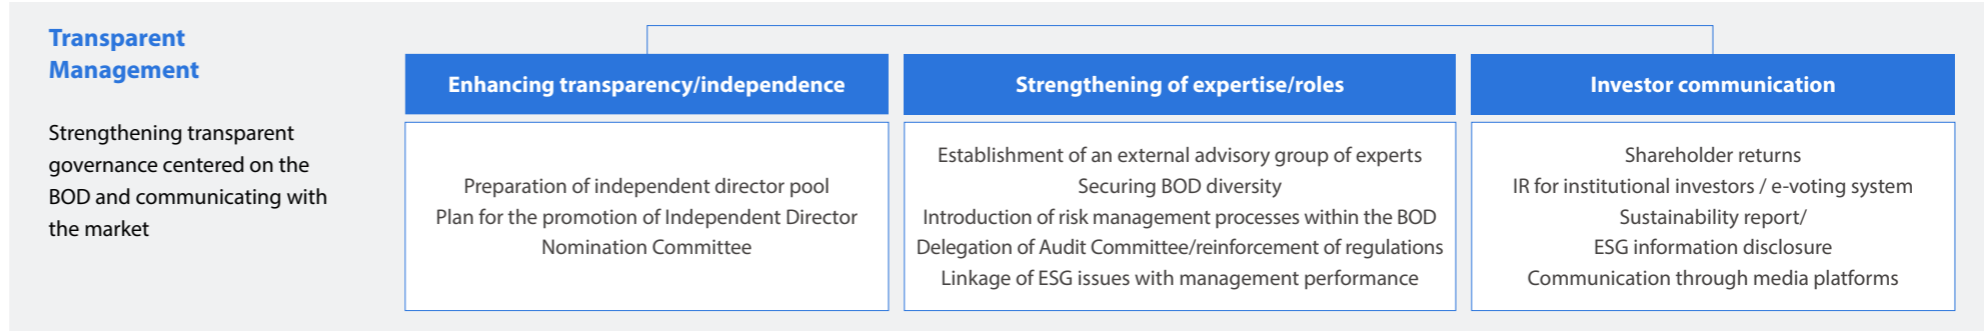 Transparent
Management
Strengthening transparent
governance centered on the
BOD and communicating with
the market
Enhancing transparency/independence
Preparation of independent director pool
Plan for the promotion of Independent Director
Nomination Committee
Strengthening of expertise/roles
Establishment of an external advisory group of experts
Securing BOD diversity
Introduction of risk management processes within the BOD
Delegation of Audit Committee/reinforcement of regulations
Linkage of ESG issues with management performance
Investor communication
Shareholder returns
IR for institutional investors / e-voting system
Sustainability report/
ESG information disclosure
Communication through media platforms